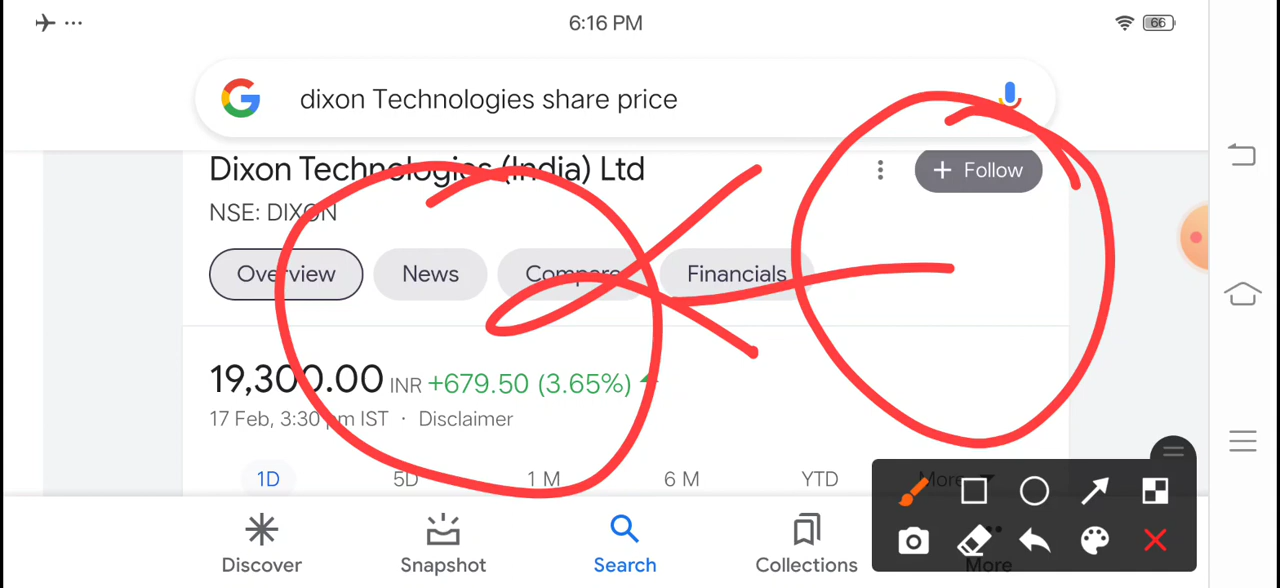 6:16 PM
66
dixon Technologies share price
Dixon Technologies (India) Ltd
+ Follow
NSE: DIXON
Overview
News
Compare
Financials
19,300.00 INR +679.50 (3.65%)
17 Feb, 3:30 pm IST · Disclaimer
1D
5D
1 M
6 M
YTD
More
Discover
Snapshot
Search
Collections
More